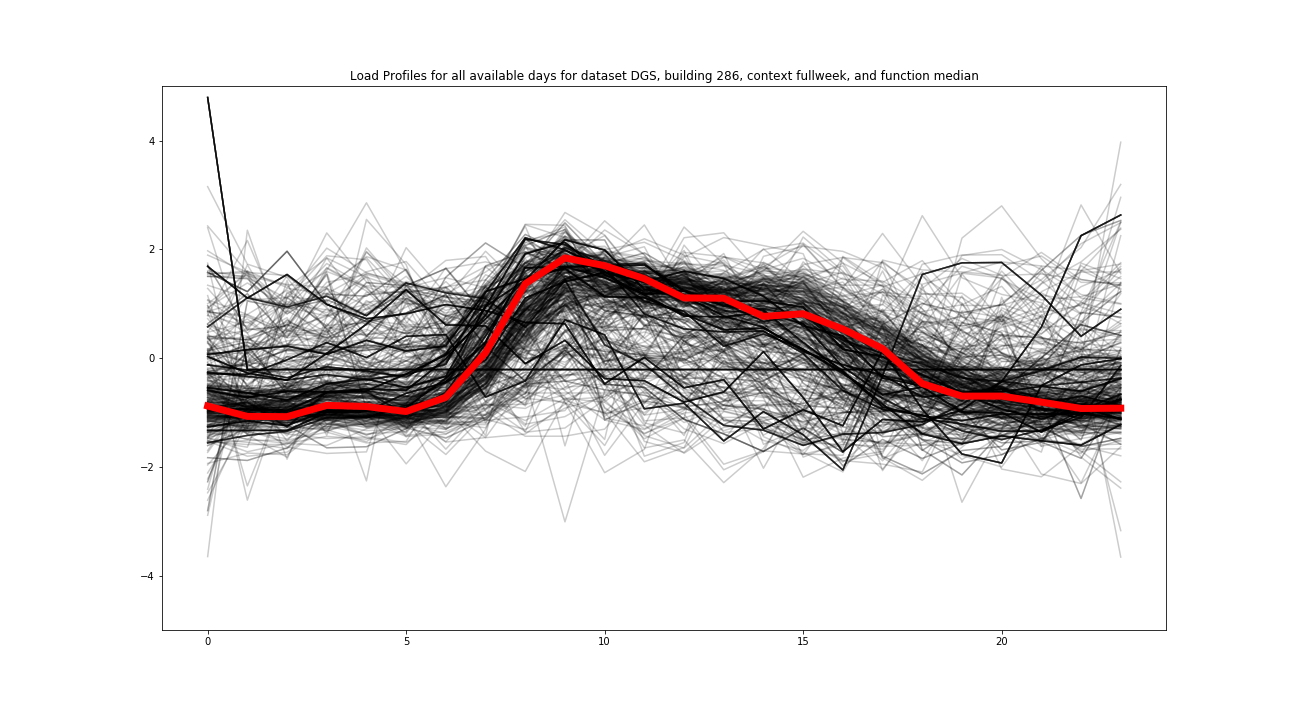 Load Profiles for all available days for dataset DGS, building 286, context fullweek, and function median
4
2
0
−2
−4
0 5 10 15 20